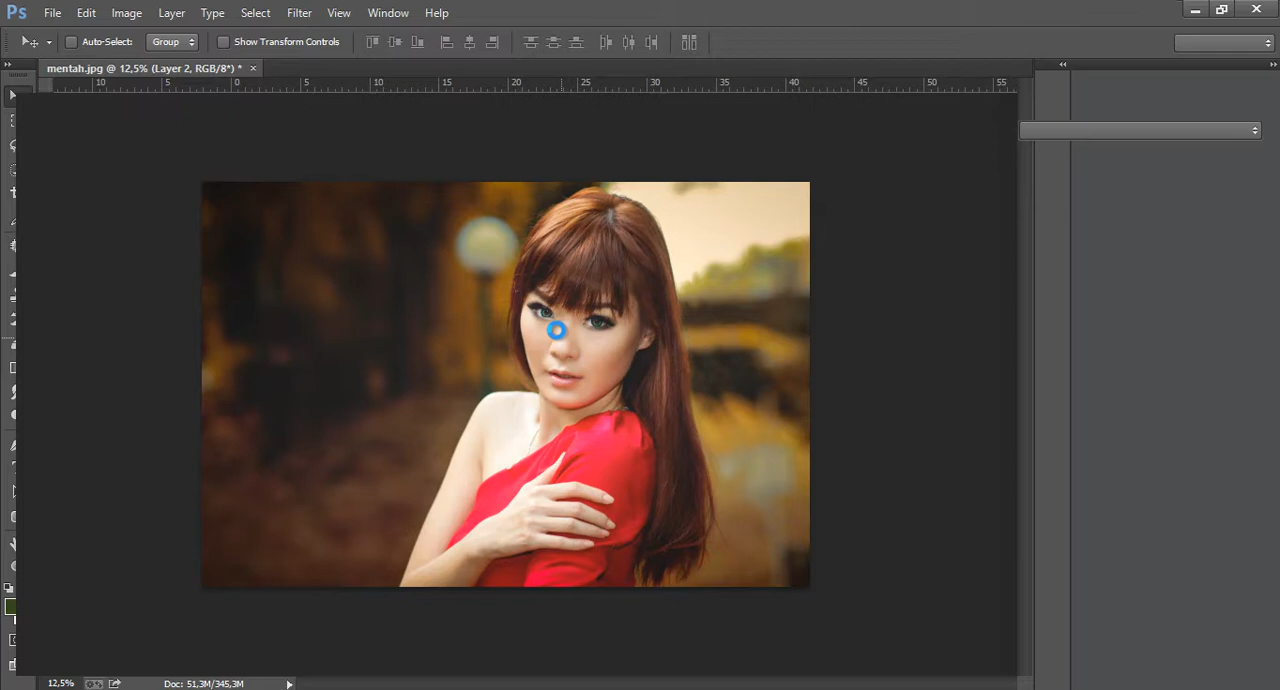 Ps File Edit Image Layer Type Select Filter View Window Help
Auto-Select: Group Show Transform Controls
mentah.jpg @ 12,5% (Layer 2, RGB/8*) * ×
10 5 0 5 10 15 20 25 30 35 40 45 50 55
12,5% Doc: 51,3M/345,3M